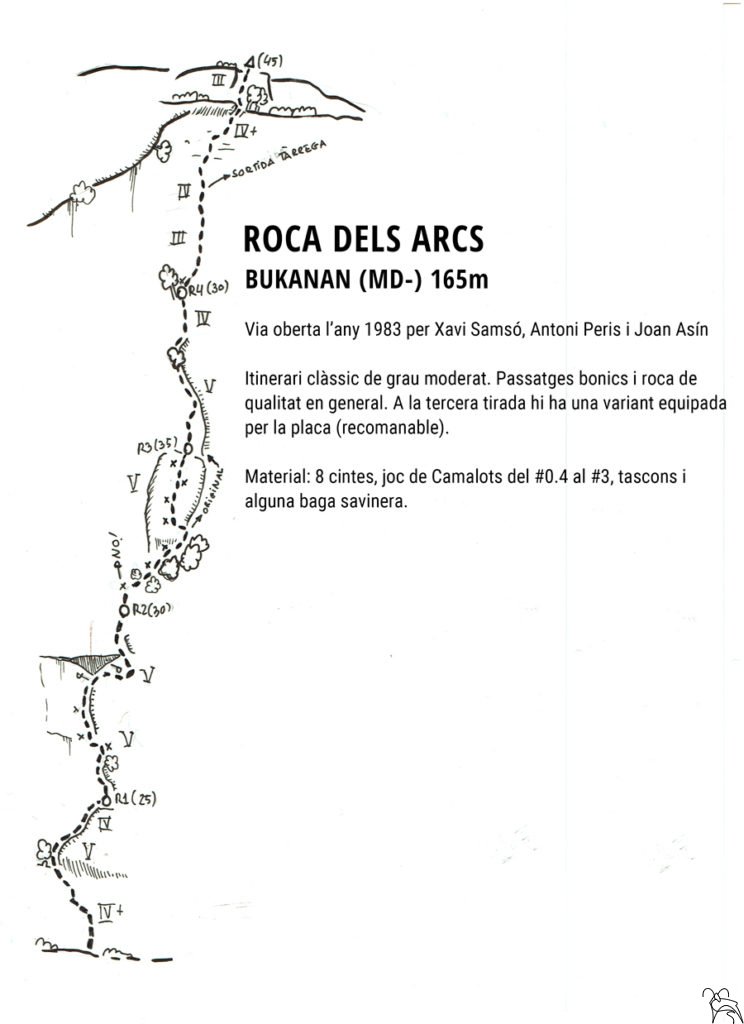 (45)
III
IV+
SORTIDA TÀRREGA
IV
III
ROCA DELS ARCS
BUKANAN (MD-) 165m
R4(30)
IV
Via oberta l'any 1983 per Xavi Samsó, Antoni Peris i Joan Asín
Itinerari clàssic de grau moderat. Passatges bonics i roca de
qualitat en general. A la tercera tirada hi ha una variant equipada
per la placa (recomanable).
V
R3(35)
V
Material: 8 cintes, joc de Camalots del #0.4 al #3, tascons i
alguna baga savinera.
ORIGINAL
¡NO!
R2(30)
V
V
R1(25)
IV
V
IV+